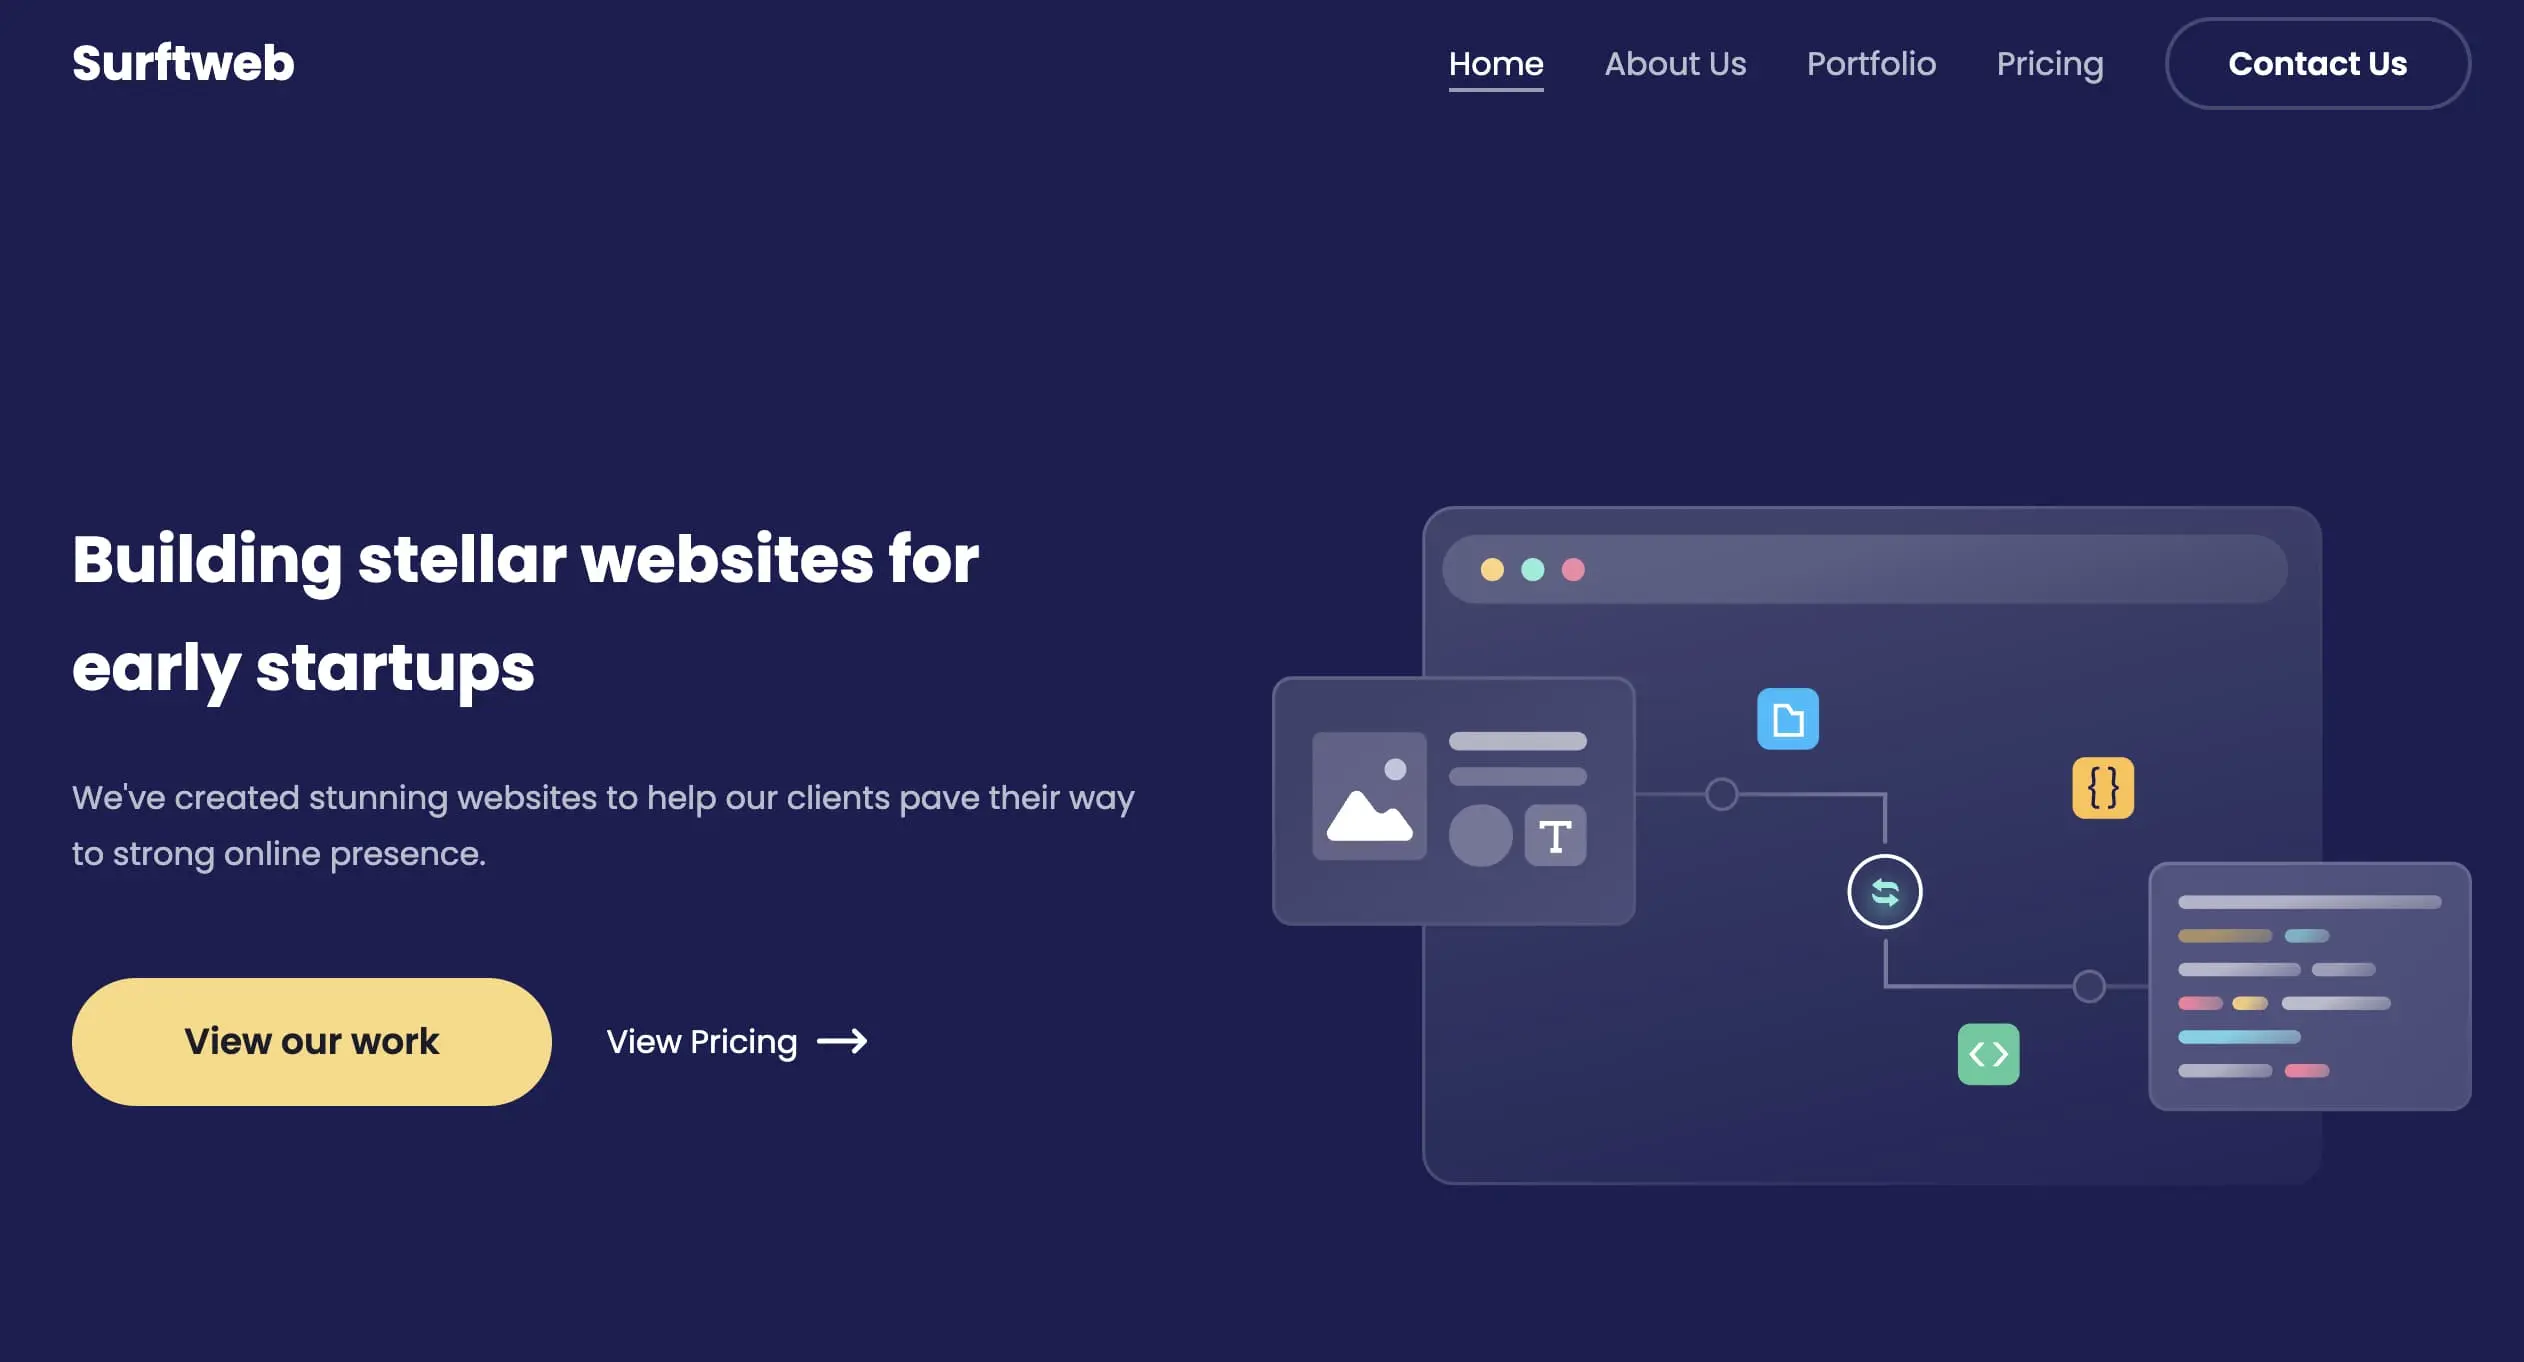 Surftweb
Home About Us Portfolio Pricing Contact Us
Building stellar websites for
early startups
We've created stunning websites to help our clients pave their way
to strong online presence.
View our work View Pricing
T
{}
<>